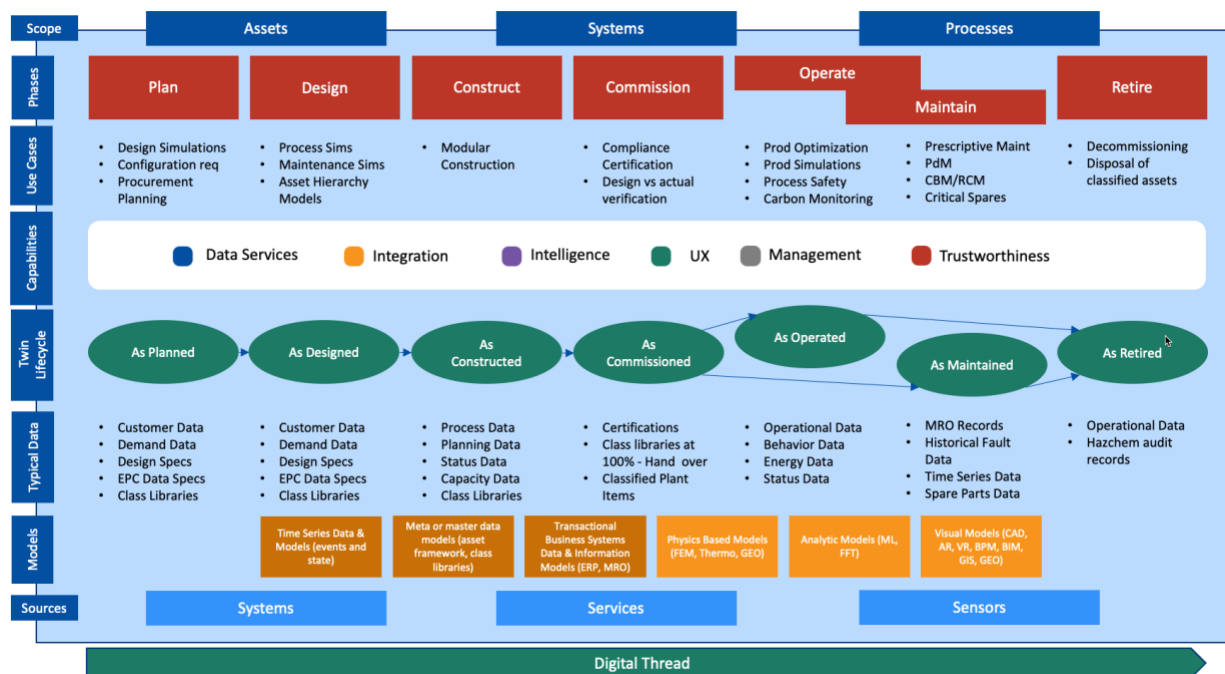 Scope
Assets
Systems
Processes
Phases
Plan
Design
Construct
Commission
Operate
Maintain
Retire
Use Cases
• Design Simulations
• Configuration req
• Procurement
Planning
• Process Sims
• Maintenance Sims
• Asset Hierarchy
Models
• Modular
Construction
• Compliance
Certification
• Design vs actual
verification
• Prod Optimization
• Prod Simulations
• Process Safety
• Carbon Monitoring
• Prescriptive Maint
• PdM
• CBM/RCM
• Critical Spares
• Decommissioning
• Disposal of
classified assets
Capabilities
Data Services
Integration
Intelligence
UX
Management
Trustworthiness
Twin
Lifecycle
As Planned
As Designed
As
Constructed
As
Commissioned
As Operated
As Maintained
As Retired
Typical Data
• Customer Data
• Demand Data
• Design Specs
• EPC Data Specs
• Class Libraries
• Customer Data
• Demand Data
• Design Specs
• EPC Data Specs
• Class Libraries
• Process Data
• Planning Data
• Status Data
• Capacity Data
• Class Libraries
• Certifications
• Class libraries at
100% - Hand over
• Classified Plant
Items
• Operational Data
• Behavior Data
• Energy Data
• Status Data
• MRO Records
• Historical Fault
Data
• Time Series Data
• Spare Parts Data
• Operational Data
• Hazchem audit
records
Models
Time Series Data &
Models (events and
state)
Meta or master data
models (asset
framework, class
libraries)
Transactional
Business Systems
Data & Information
Models (ERP, MRO)
Physics Based Models
(FEM, Thermo, GEO)
Analytic Models (ML,
FFT)
Visual Models (CAD,
AR, VR, BPM, BIM,
GIS, GEO)
Sources
Systems
Services
Sensors
Digital Thread